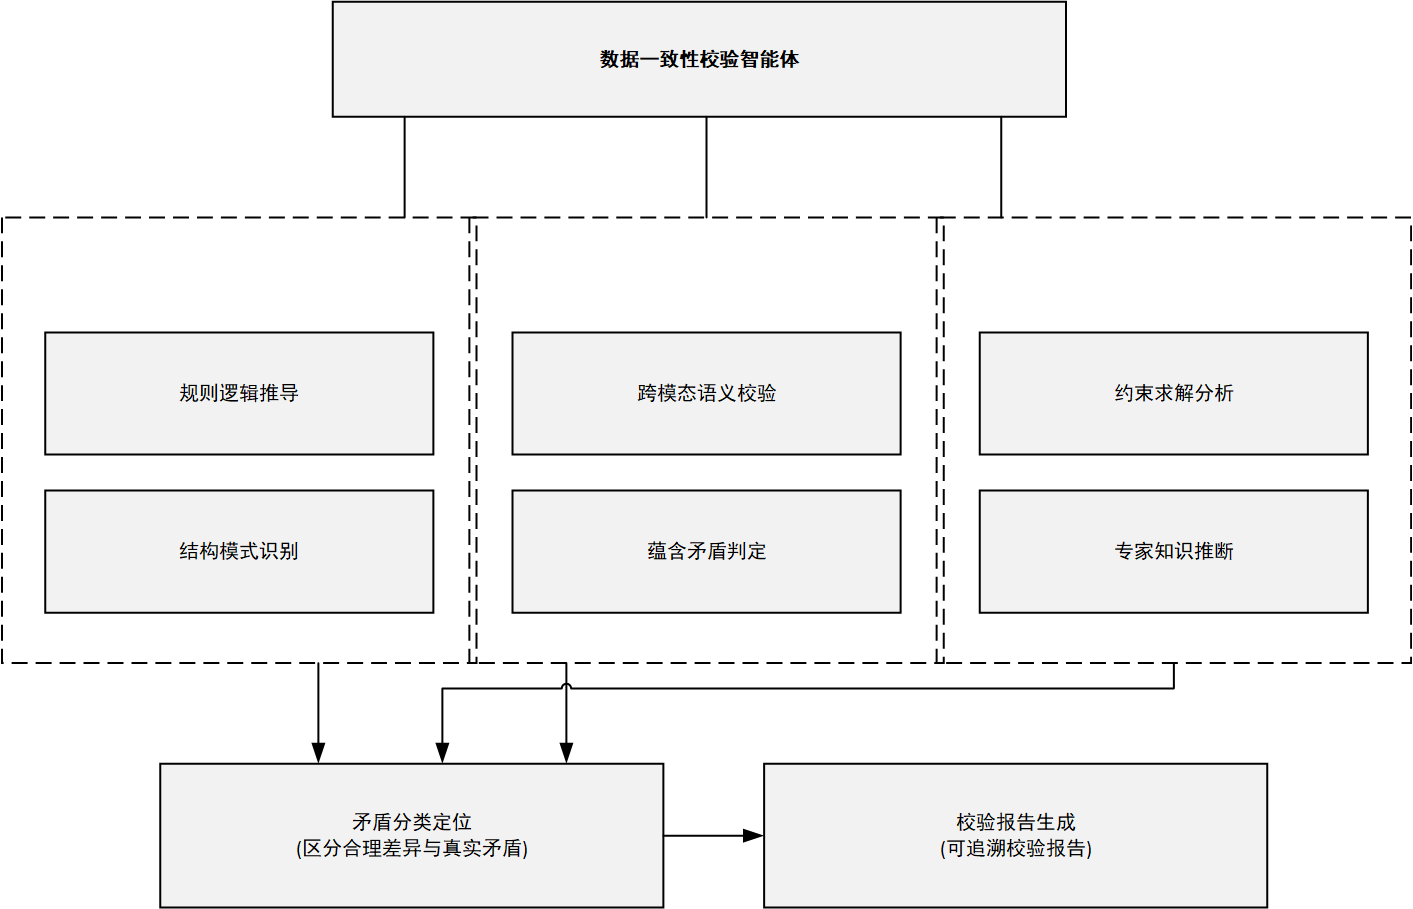 数据一致性校验智能体
规则逻辑推导
跨模态语义校验
约束求解分析
结构模式识别
蕴含矛盾判定
专家知识推断
矛盾分类定位
(区分合理差异与真实矛盾)
校验报告生成
(可追溯校验报告)